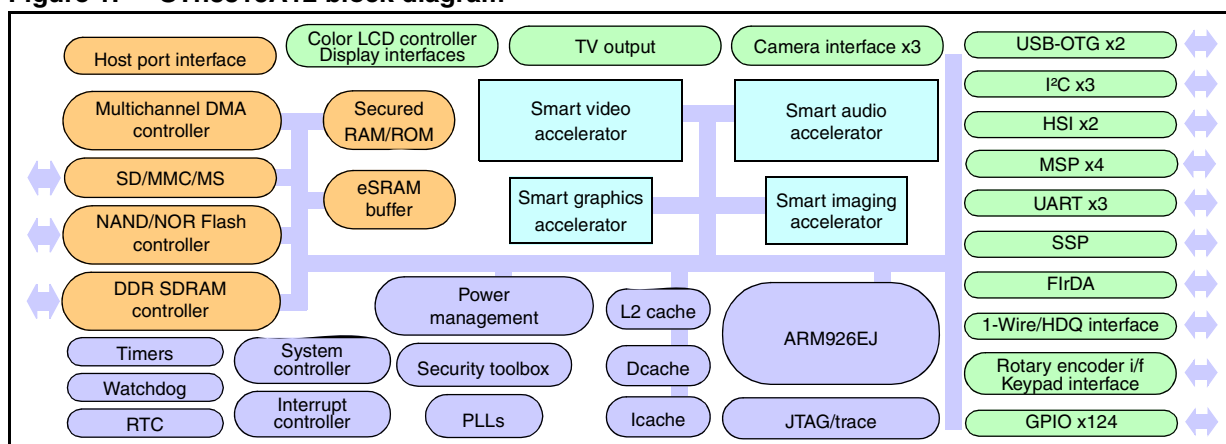 Host port interface
Color LCD controller
Display interfaces
TV output
Camera interface x3
USB-OTG x2
Multichannel DMA
controller
Secured
RAM/ROM
Smart video
accelerator
Smart audio
accelerator
I²C x3
HSI x2
SD/MMC/MS
eSRAM
buffer
MSP x4
NAND/NOR Flash
controller
Smart graphics
accelerator
Smart imaging
accelerator
UART x3
SSP
DDR SDRAM
controller
Power
management
L2 cache
ARM926EJ
FIrDA
1-Wire/HDQ interface
Timers
System
controller
Security toolbox
Dcache
Rotary encoder i/f
Keypad interface
Watchdog
RTC
Interrupt
controller
PLLs
Icache
JTAG/trace
GPIO x124